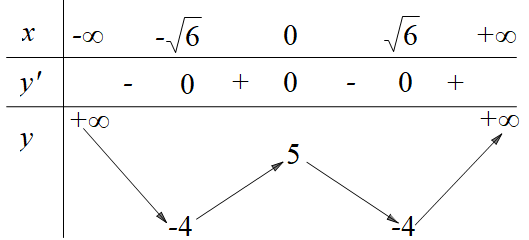 x -∞ -√6 0 √6 +∞
y' - 0 + 0 - 0 +
y +∞ -4 5 -4 +∞